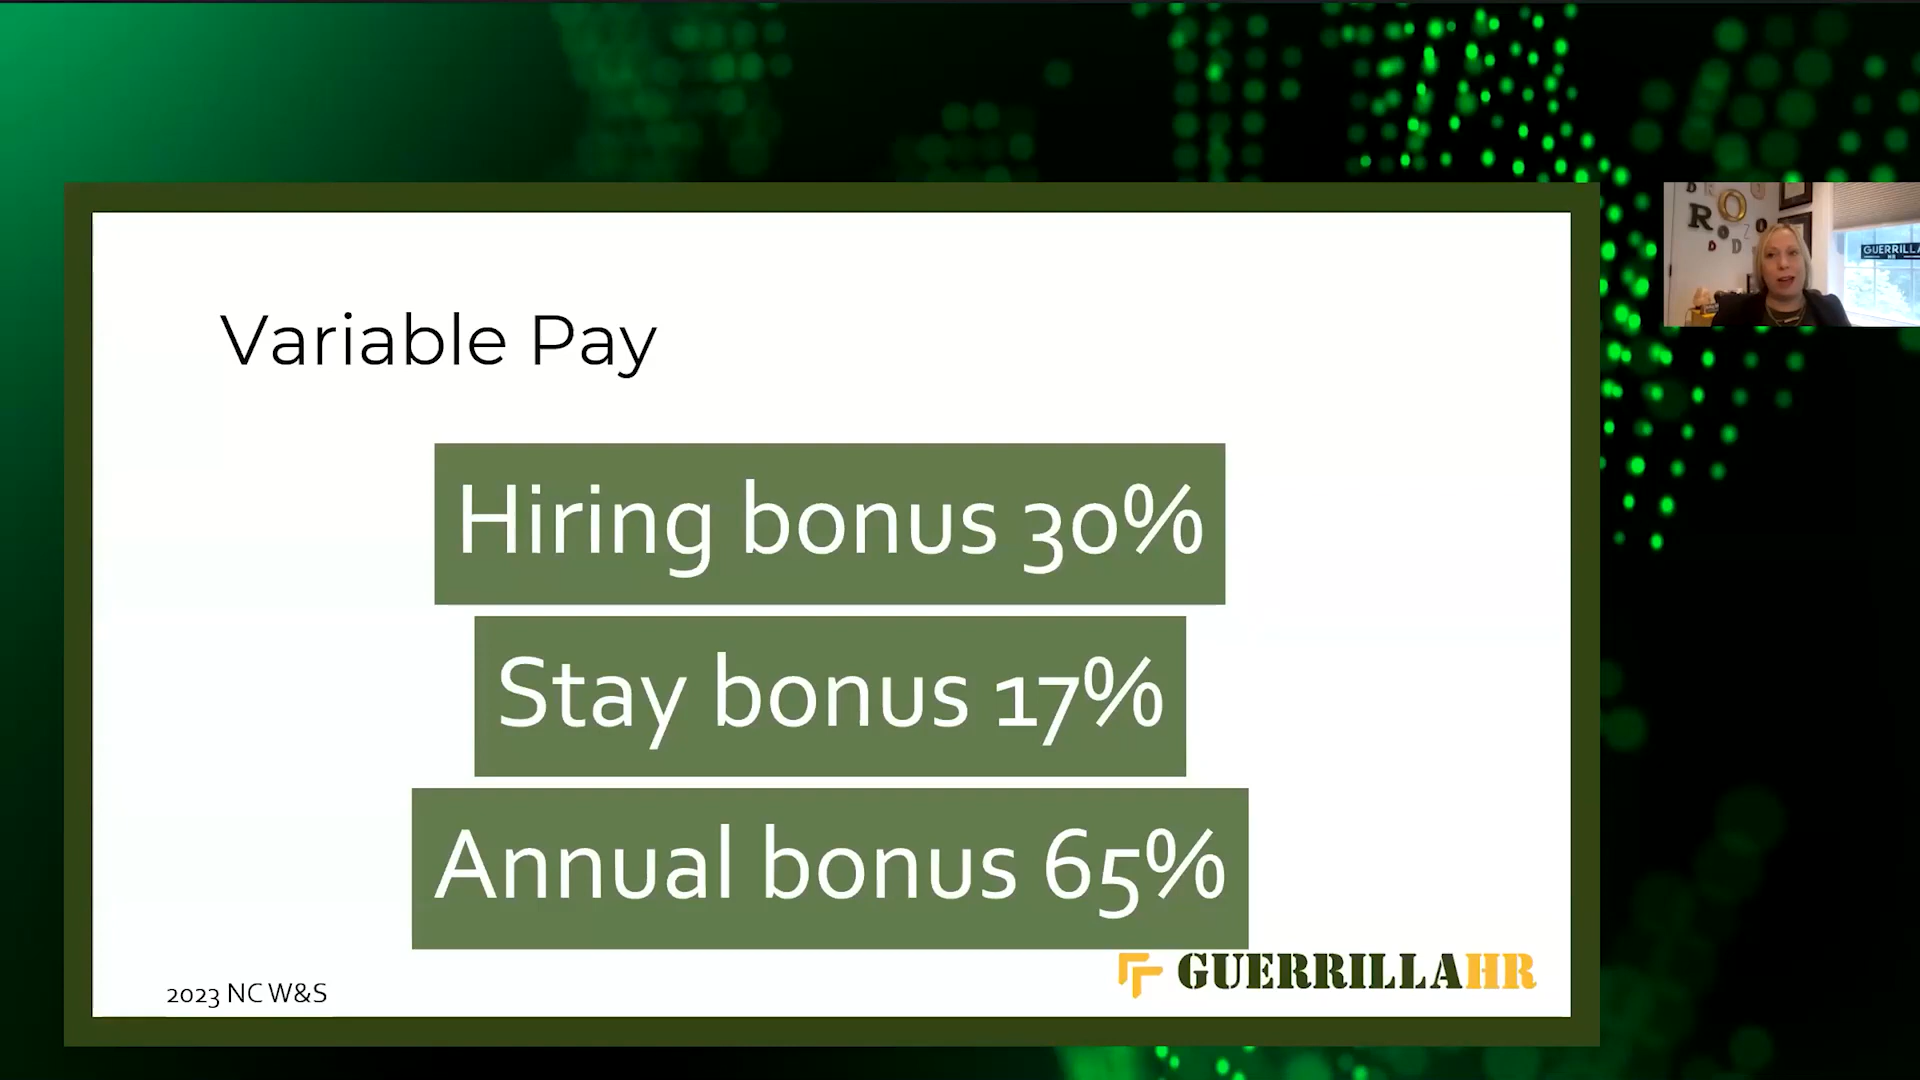 Variable Pay
Hiring bonus 30%
Stay bonus 17%
Annual bonus 65%
2023 NC W&S
GUERRILLAHR
GUERRILLA